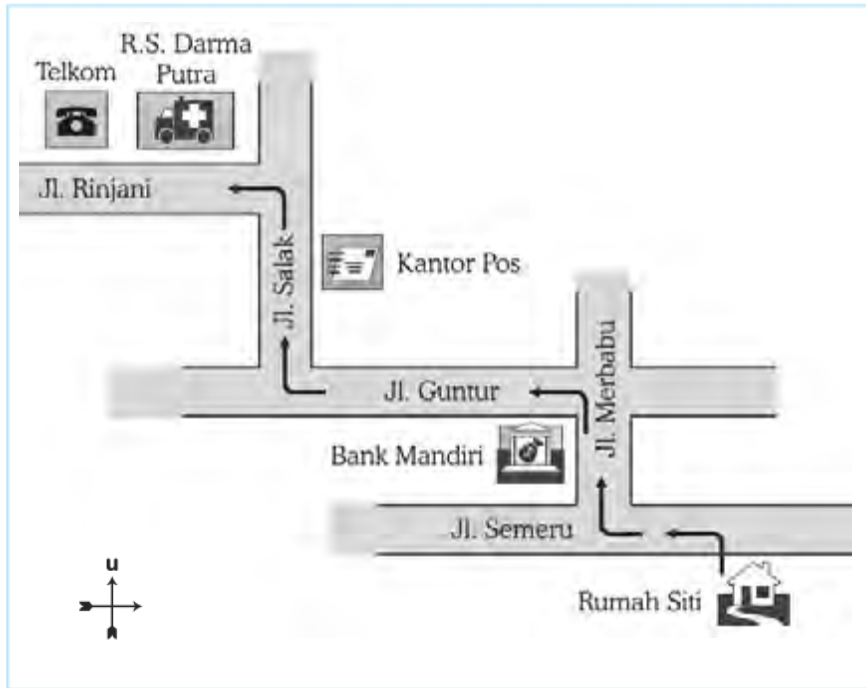 R.S. Darma
Putra
Telkom
Jl. Rinjani
Jl. Salak
Kantor Pos
Jl. Merbabu
Jl. Guntur
Bank Mandiri
Jl. Semeru
u
Rumah Siti